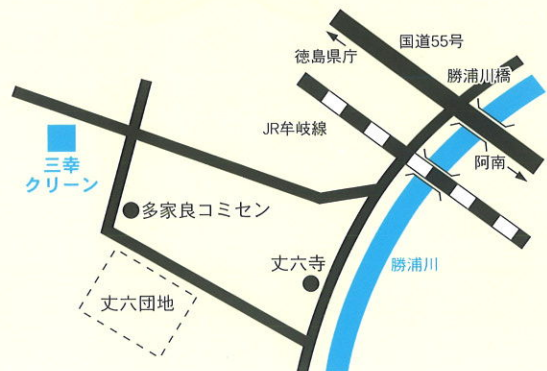 国道55号
徳島県庁
勝浦川橋
JR牟岐線
阿南
三幸
クリーン
多家良コミセン
丈六寺
勝浦川
丈六団地